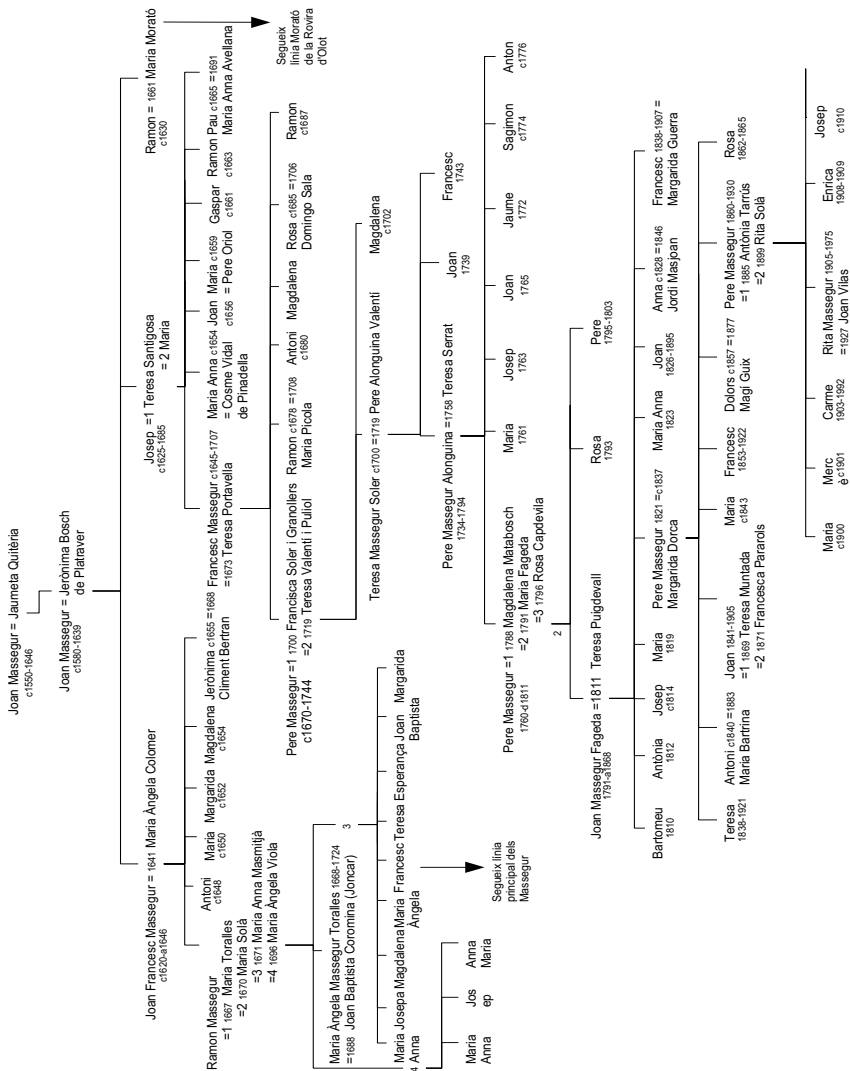 Joan Massegur = Jaumeta Quitèria
c1550-1646
Joan Massegur = Jerònima Bosch
c1580-1639
de Platraver
Joan Francesc Massegur = 1641 Maria Àngela Colomer
c1620-a1646
Josep =1 Teresa Santigosa
c1625-1685
= 2 Maria
Ramon = 1661 Maria Morató
c1630
Segueix
línia Morató
de la Rovira
d'Olot
Ramon Massegur
=1 1667 Maria Toralles
=2 1670 Maria Solà
=3 1671 Maria Anna Masmitjà
=4 1696 Maria Àngela Viola
Antoni
c1648
Maria
c1650
Margarida
c1652
Magdalena
c1654
Jerònima c1655 = 1668
Climent Bertran
Francesc Massegur c1645-1707
=1673 Teresa Portavella
Maria Anna c1654
= Cosme Vidal
de Pinadella
Joan
c1656
Maria c1659
= Pere Oriol
Gaspar
c1661
Ramon
c1663
Pau c1665 =1691
Maria Anna Avellana
Pere Massegur =1 1700 Francisca Soler i Granollers
c1670-1744
= 2 1719 Teresa Valentí i Puliol
Ramon c1678 =1708
Maria Picola
Antoni
c1680
Magdalena
Rosa c1685 =1706
Domingo Sala
Ramon
c1687
Maria Àngela Massegur Toralles 1668-1724
=1688 Joan Baptista Coromina (Joncar)
3
Teresa Massegur Soler c1700 =1719 Pere Alonguina Valentí
Magdalena
c1702
Maria
Anna
Josepa
Magdalena
Maria
Àngela
Francesc
Teresa
Esperança
Joan
Baptista
Margarida
4
Segueix línia
principal dels
Massegur
Maria
Anna
Jos
ep
Anna
Maria
Pere Massegur Alonguina =1758 Teresa Serrat
1734-1794
Joan
1739
Francesc
1743
Pere Massegur =1 1788 Magdalena Matabosch
1760-d1811
=2 1791 Maria Fageda
=3 1796 Rosa Capdevila
Maria
1761
Josep
1763
Joan
1765
Jaume
1772
Sagimon
c1774
Anton
c1776
2
Joan Massegur Fageda =1811 Teresa Puigdevall
1791-a1868
Rosa
1793
Pere
1795-1803
Bartomeu
1810
Antònia
1812
Josep
c1814
Maria
1819
Pere Massegur 1821 =c1837
Margarida Dorca
Maria Anna
1823
Joan
1826-1895
Anna c1828 =1846
Jordi Masjoan
Francesc 1838-1907 =
Margarida Guerra
Teresa
1838-1921
Antoni c1840 =1883
Maria Bartrina
Joan 1841-1905
=1 1869 Teresa Muntada
=2 1871 Francesca Pararols
Maria
c1843
Francesc
1853-1922
Dolors c1857 =1877
Magí Guix
Pere Massegur 1860-1930
=1 1885 Antònia Tarrús
=2 1899 Rita Solà
Rosa
1862-1865
Maria
c1900
Merc
è c1901
Carme
1903-1992
Rita Massegur 1905-1975
=1927 Joan Vilas
Enrica
1908-1909
Josep
c1910